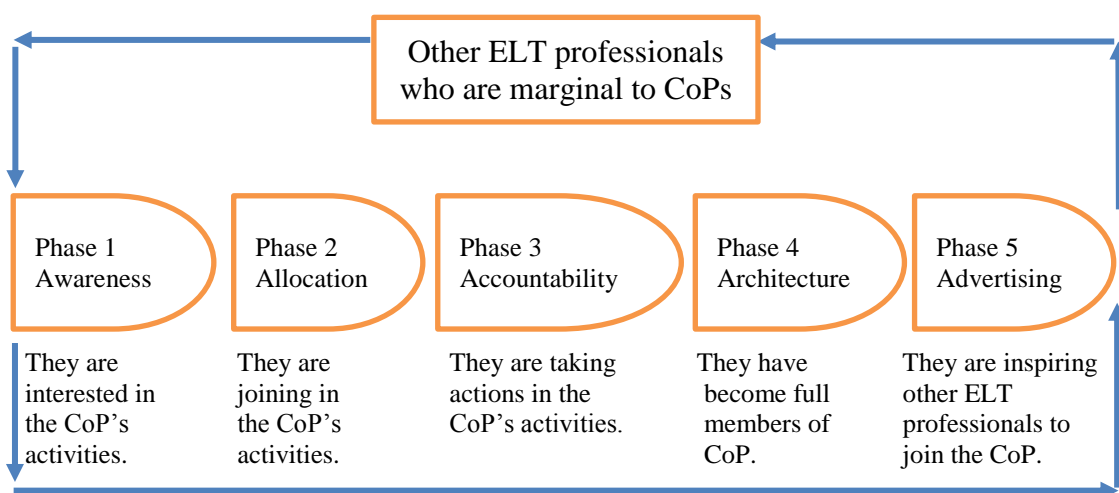 Other ELT professionals
who are marginal to CoPs
Phase 1
Awareness
Phase 2
Allocation
Phase 3
Accountability
Phase 4
Architecture
Phase 5
Advertising
They are
interested in
the CoP's
activities.
They are
joining in
the CoP's
activities.
They are taking
actions in the
CoP's activities.
They have
become full
members of
CoP.
They are inspiring
other ELT
professionals to
join the CoP.